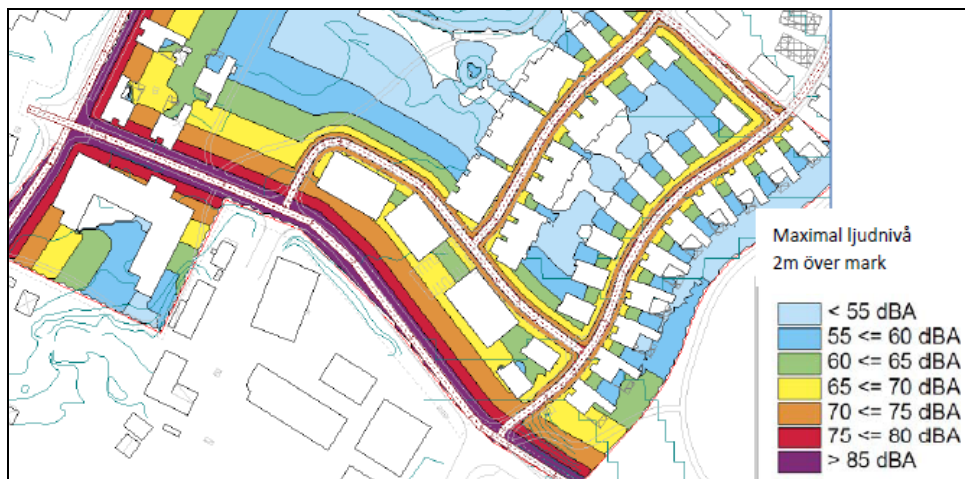 Maximal ljudnivå
2m över mark
< 55 dBA
55 <= 60 dBA
60 <= 65 dBA
65 <= 70 dBA
70 <= 75 dBA
75 <= 80 dBA
> 85 dBA